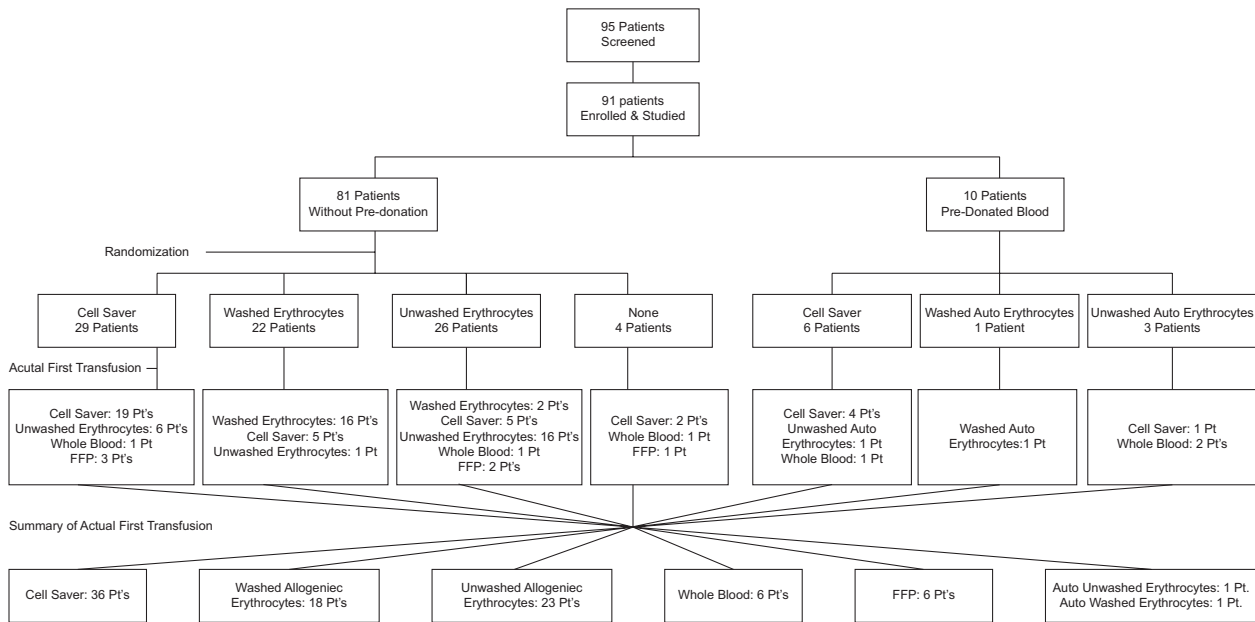 95 Patients
Screened
91 patients
Enrolled & Studied
81 Patients
Without Pre-donation
10 Patients
Pre-Donated Blood
Randomization
Cell Saver
29 Patients
Washed Erythrocytes
22 Patients
Unwashed Erythrocytes
26 Patients
None
4 Patients
Cell Saver
6 Patients
Washed Auto Erythrocytes
1 Patient
Unwashed Auto Erythrocytes
3 Patients
Acutal First Transfusion
Cell Saver: 19 Pt's
Unwashed Erythrocytes: 6 Pt's
Whole Blood: 1 Pt
FFP: 3 Pt's
Washed Erythrocytes: 16 Pt's
Cell Saver: 5 Pt's
Unwashed Erythrocytes: 1 Pt
Washed Erythrocytes: 2 Pt's
Cell Saver: 5 Pt's
Unwashed Erythrocytes: 16 Pt's
Whole Blood: 1 Pt
FFP: 2 Pt's
Cell Saver: 2 Pt's
Whole Blood: 1 Pt
FFP: 1 Pt
Cell Saver: 4 Pt's
Unwashed Auto
Erythrocytes: 1 Pt
Whole Blood: 1 Pt
Washed Auto
Erythrocytes:1 Pt
Cell Saver: 1 Pt
Whole Blood: 2 Pt's
Summary of Actual First Transfusion
Cell Saver: 36 Pt's
Washed Allogeniec
Erythrocytes: 18 Pt's
Unwashed Allogeniec
Erythrocytes: 23 Pt's
Whole Blood: 6 Pt's
FFP: 6 Pt's
Auto Unwashed Erythrocytes: 1 Pt.
Auto Washed Erythrocytes: 1 Pt.